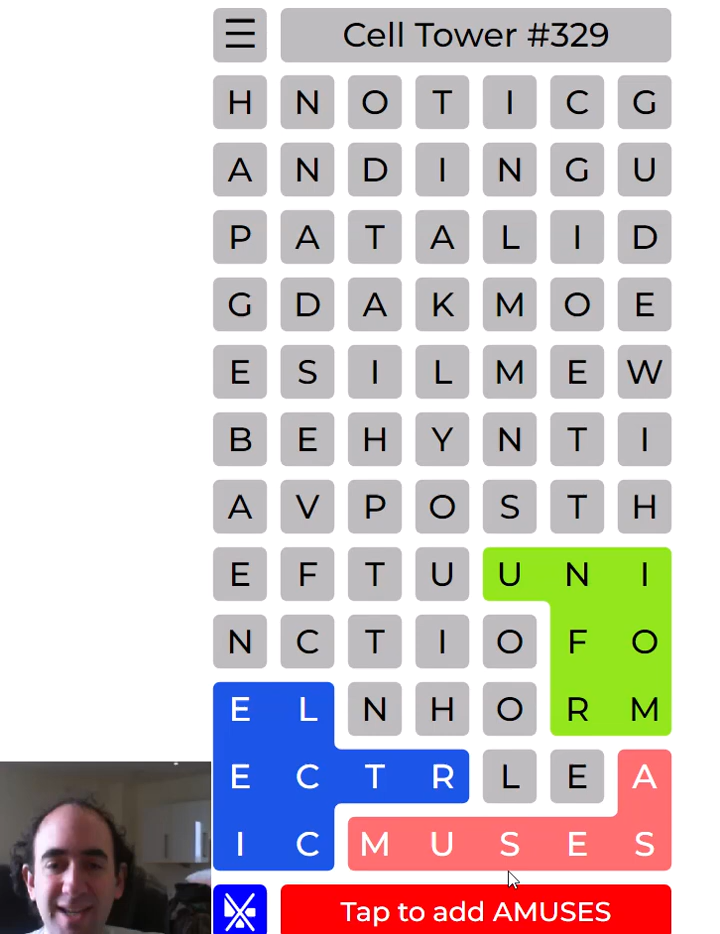 Cell Tower #329
H N O T I C G
A N D I N G U
P A T A L I D
G D A K M O E
E S I L M E W
B E H Y N T I
A V P O S T H
E F T U U N I
N C T I O F O
E L N H O R M
E C T R L E A
I C M U S E S
Tap to add AMUSES